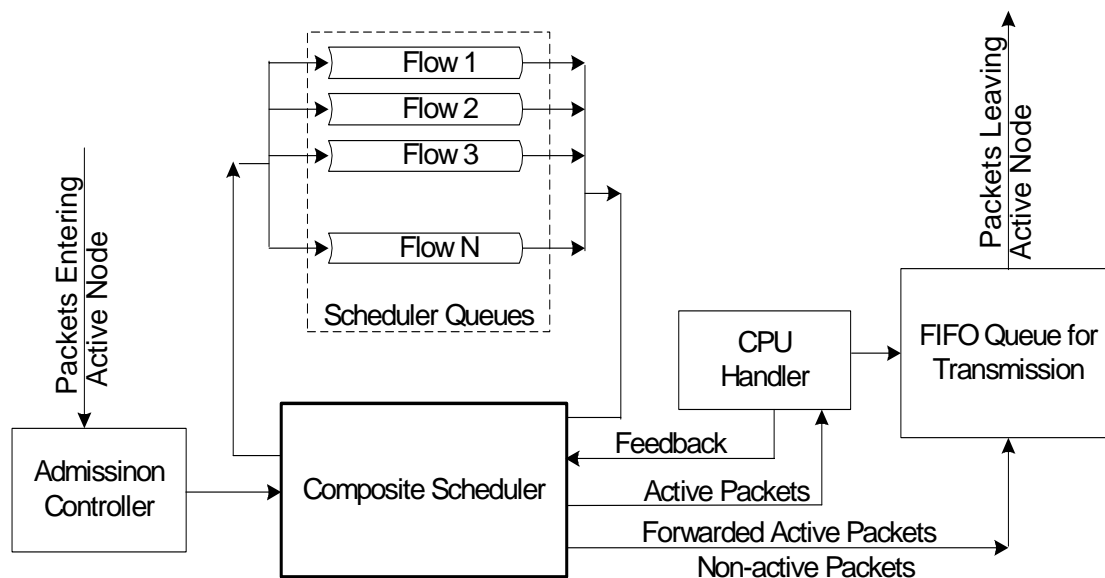 Flow 1
Flow 2
Flow 3
Flow N
Scheduler Queues
Packets Entering
Active Node
Packets Leaving
Active Node
CPU
Handler
FIFO Queue for
Transmission
Admissinon
Controller
Composite Scheduler
Feedback
Active Packets
Forwarded Active Packets
Non-active Packets